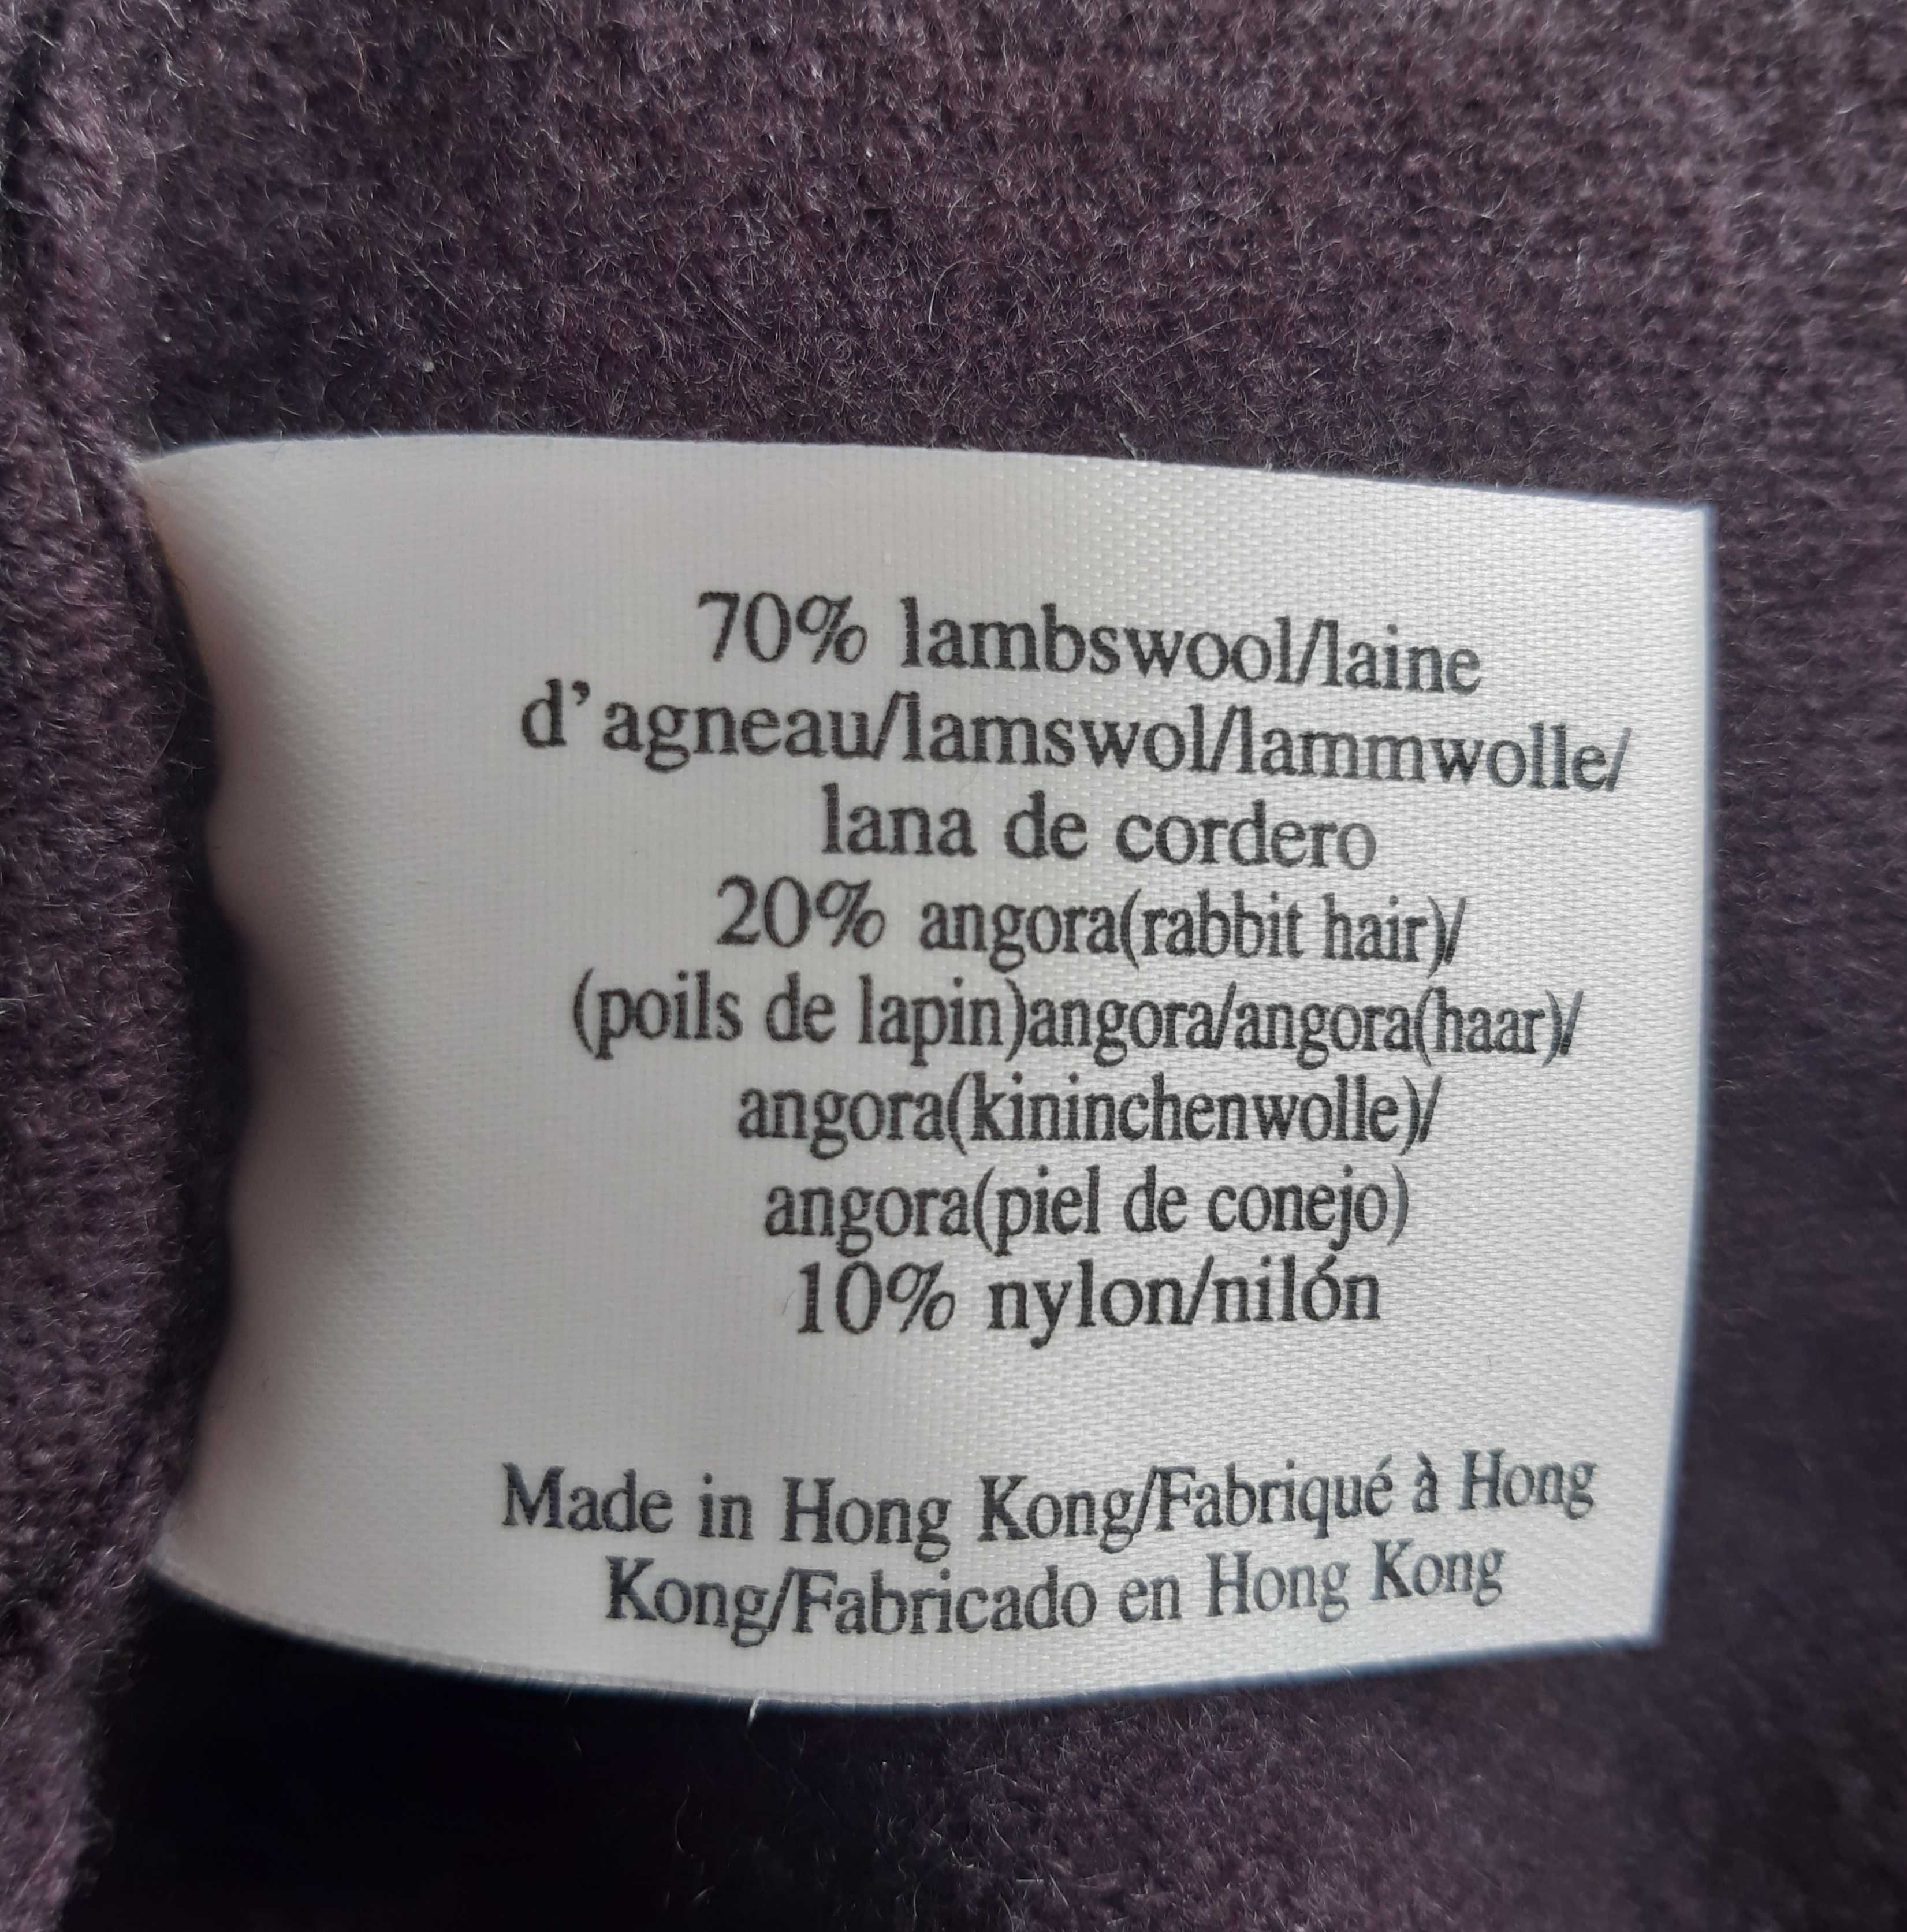 70% lambswool/laine
d'agneau/lamswol/lammwolle/
lana de cordero
20% angora(rabbit hair)/
(poils de lapin)angora/angora(haar)/
angora(kininchenwolle)/
angora(piel de conejo)
10% nylon/nilón
Made in Hong Kong/Fabriqué à Hong
Kong/Fabricado en Hong Kong